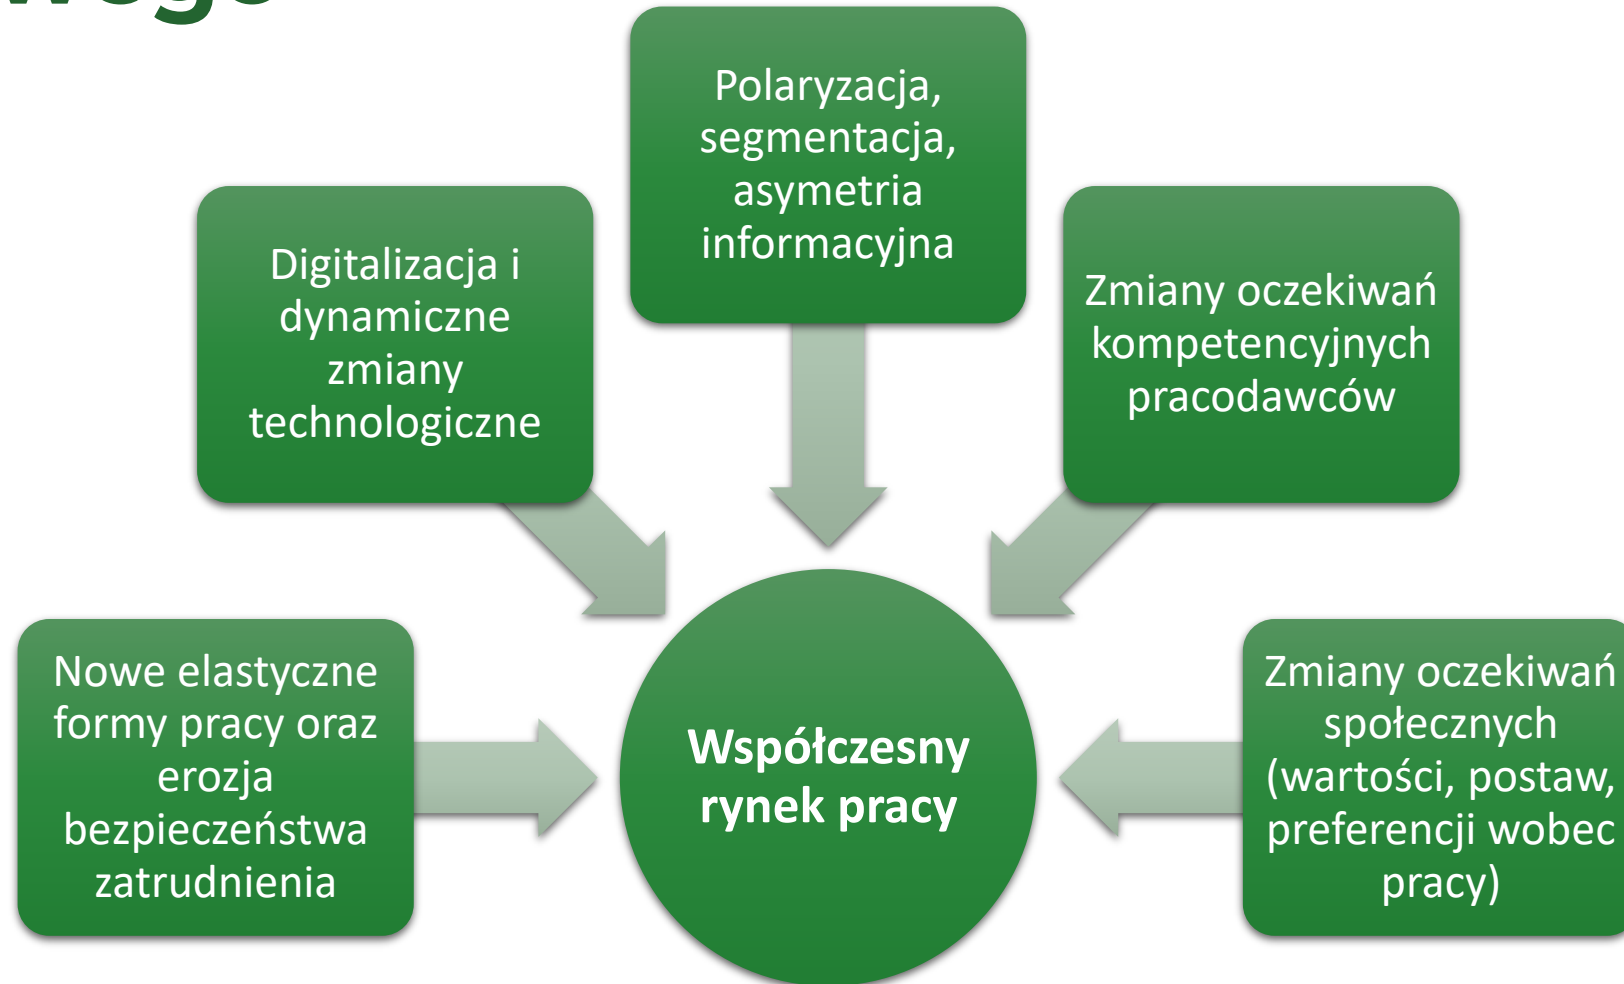 Polaryzacja,
segmentacja,
asymetria
informacyjna
Digitalizacja i
dynamiczne
zmiany
technologiczne
Zmiany oczekiwań
kompetencyjnych
pracodawców
Nowe elastyczne
formy pracy oraz
erozja
bezpieczeństwa
zatrudnienia
Współczesny
rynek pracy
Zmiany oczekiwań
społecznych
(wartości, postaw,
preferencji wobec
pracy)